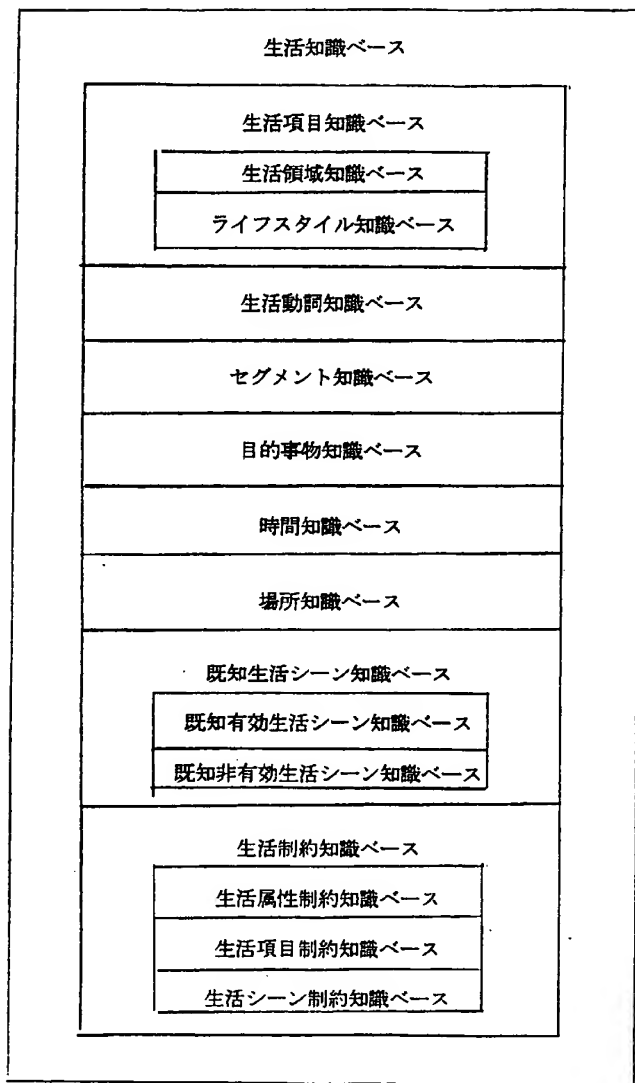 生活知識ベース
生活項目知識ベース
生活領域知識ベース
ライフスタイル知識ベース
生活動詞知識ベース
セグメント知識ベース
目的事物知識ベース
時間知識ベース
場所知識ベース
既知生活シーン知識ベース
既知有効生活シーン知識ベース
既知非有効生活シーン知識ベース
生活制約知識ベース
生活属性制約知識ベース
生活項目制約知識ベース
生活シーン制約知識ベース